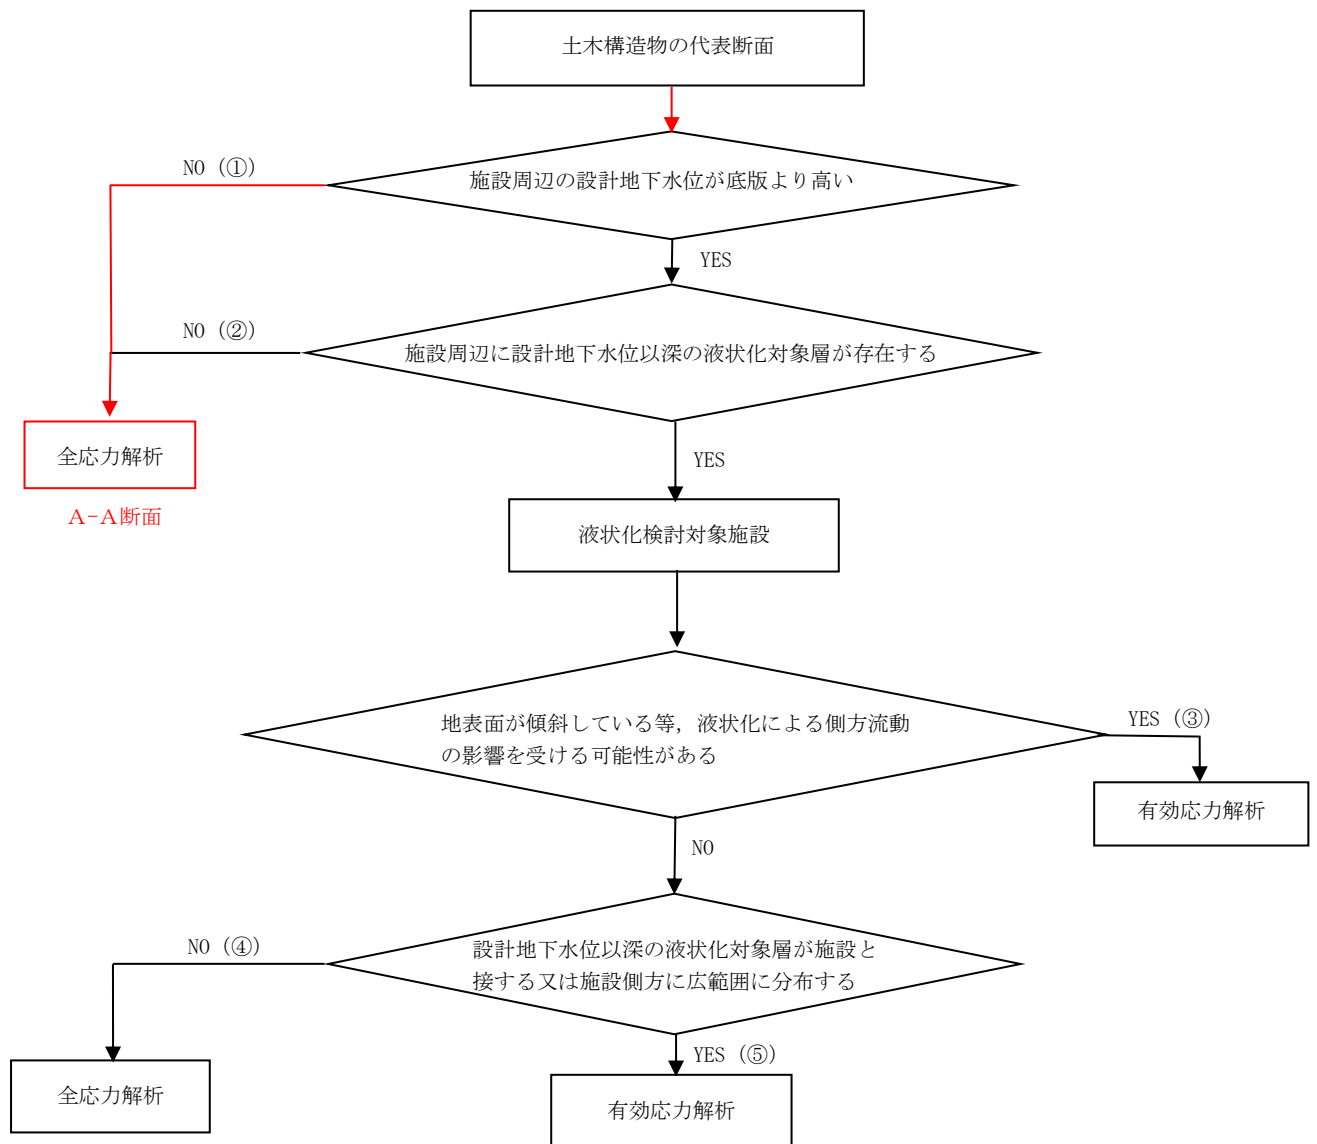 土木構造物の代表断面
NO (①)
施設周辺の設計地下水位が底版より高い
YES
NO (②)
施設周辺に設計地下水位以深の液状化対象層が存在する
全応力解析
YES
A-A断面
液状化検討対象施設
地表面が傾斜している等，液状化による側方流動
の影響を受ける可能性がある
YES (③)
有効応力解析
NO
NO (④)
設計地下水位以深の液状化対象層が施設と
接する又は施設側方に広範囲に分布する
YES (⑤)
全応力解析
有効応力解析